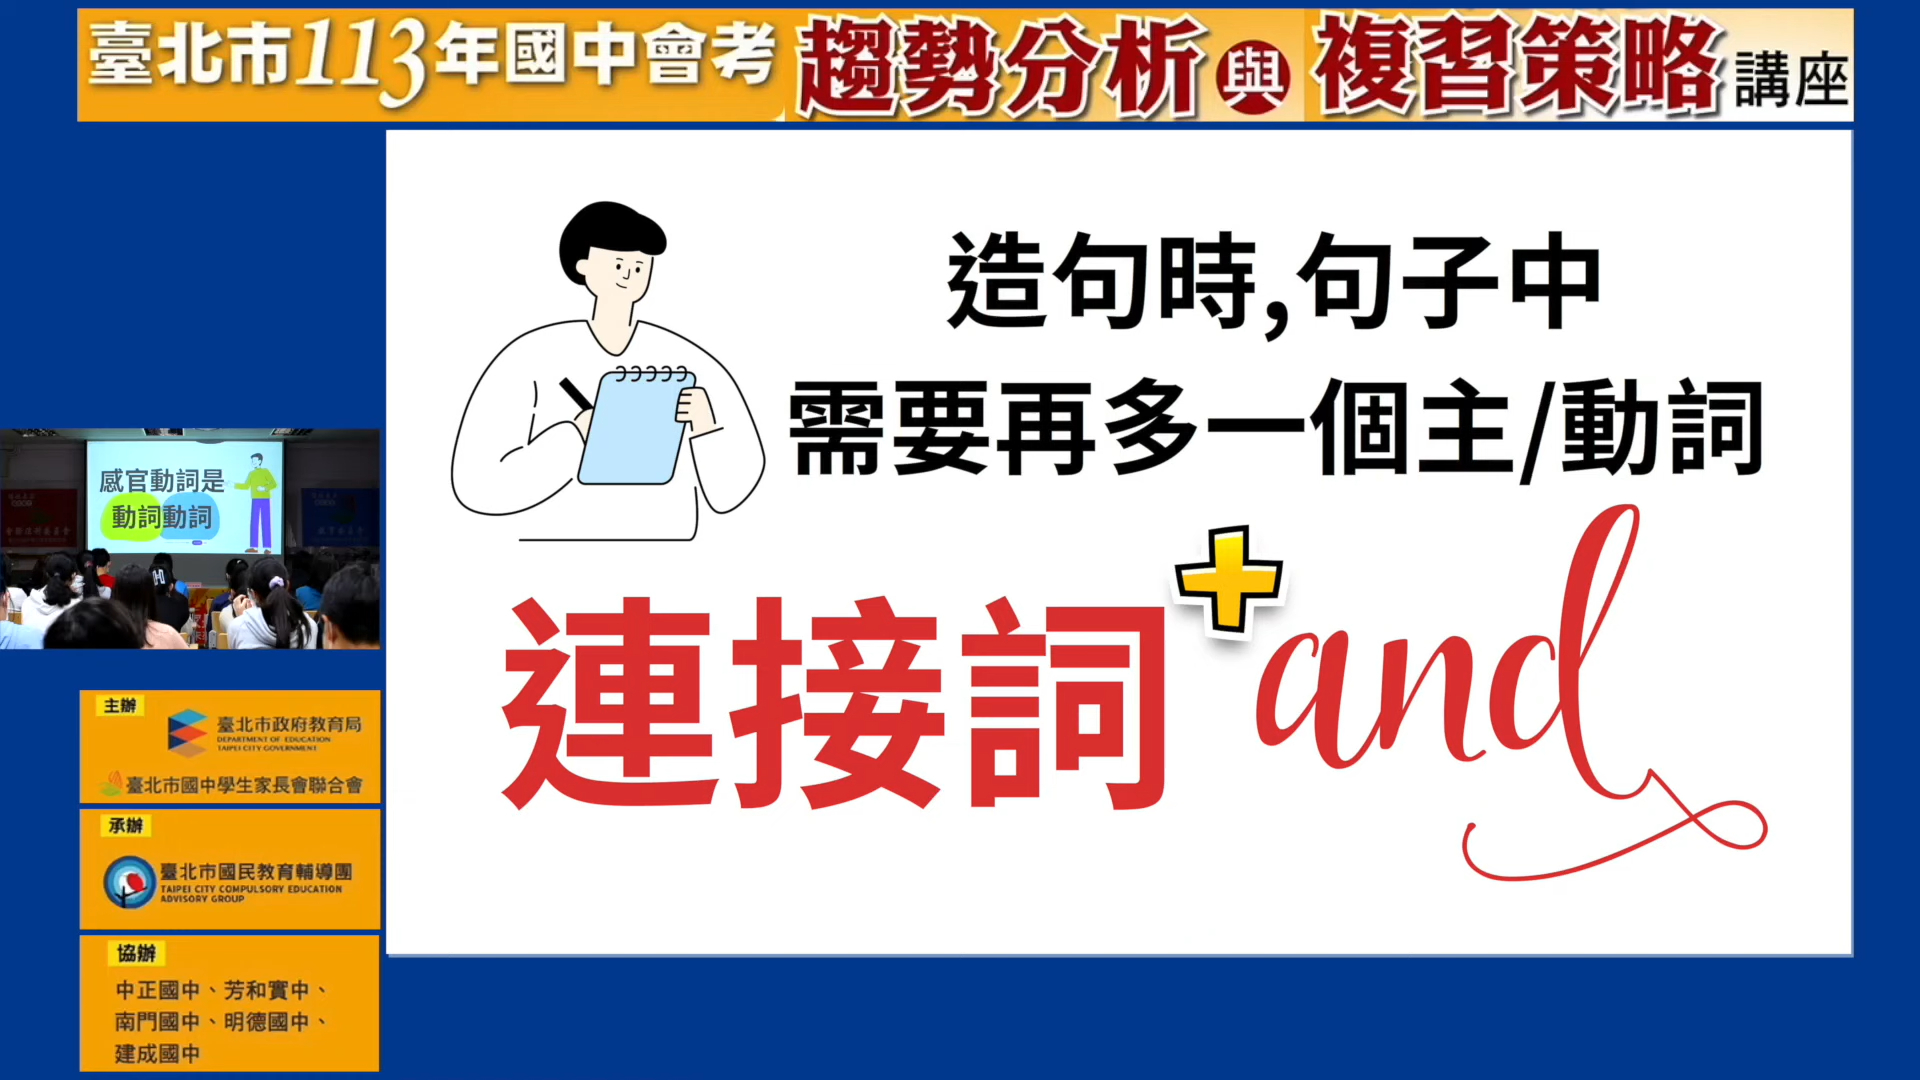 臺北市113年國中會考 趨勢分析與複習策略講座
造句時,句子中
需要再多一個主/動詞
連接詞+and
感官動詞是
動詞動詞
主辦
臺北市政府教育局
DEPARTMENT OF EDUCATION
TAIPEI CITY GOVERNMENT
臺北市國中學生家長會聯合會
承辦
臺北市國民教育輔導團
TAIPEI CITY COMPULSORY EDUCATION
ADVISORY GROUP
協辦
中正國中、芳和實中、
南門國中、明德國中、
建成國中